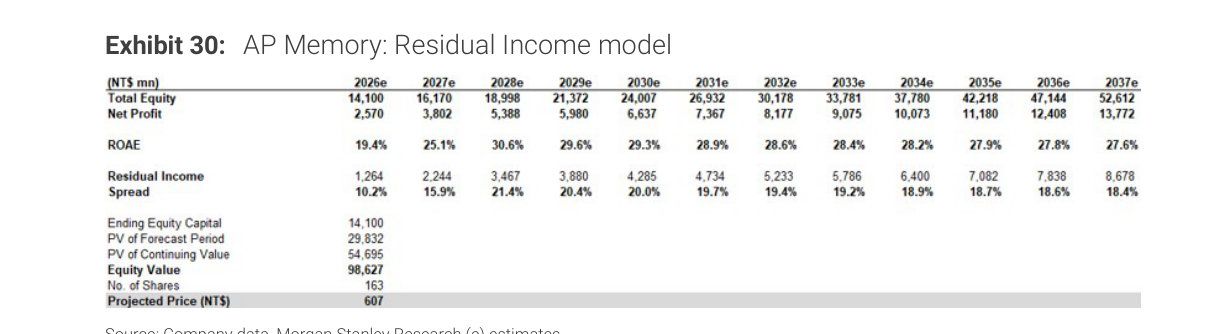 Exhibit 30: AP Memory: Residual Income model
(NT$ mn) 2026e 2027e 2028e 2029e 2030e 2031e 2032e 2033e 2034e 2035e 2036e 2037e
Total Equity 14,100 16,170 18,998 21,372 24,007 26,932 30,178 33,781 37,780 42,218 47,144 52,612
Net Profit 2,570 3,802 5,388 5,980 6,637 7,367 8,177 9,075 10,073 11,180 12,408 13,772
ROAE 19.4% 25.1% 30.6% 29.6% 29.3% 28.9% 28.6% 28.4% 28.2% 27.9% 27.8% 27.6%
Residual Income 1,264 2,244 3,467 3,880 4,285 4,734 5,233 5,786 6,400 7,082 7,838 8,678
Spread 10.2% 15.9% 21.4% 20.4% 20.0% 19.7% 19.4% 19.2% 18.9% 18.7% 18.6% 18.4%
Ending Equity Capital 14,100
PV of Forecast Period 29,832
PV of Continuing Value 54,695
Equity Value 98,627
No. of Shares 163
Projected Price (NT$) 607
Source: Company data, Morgan Stanley Research (e) estimates